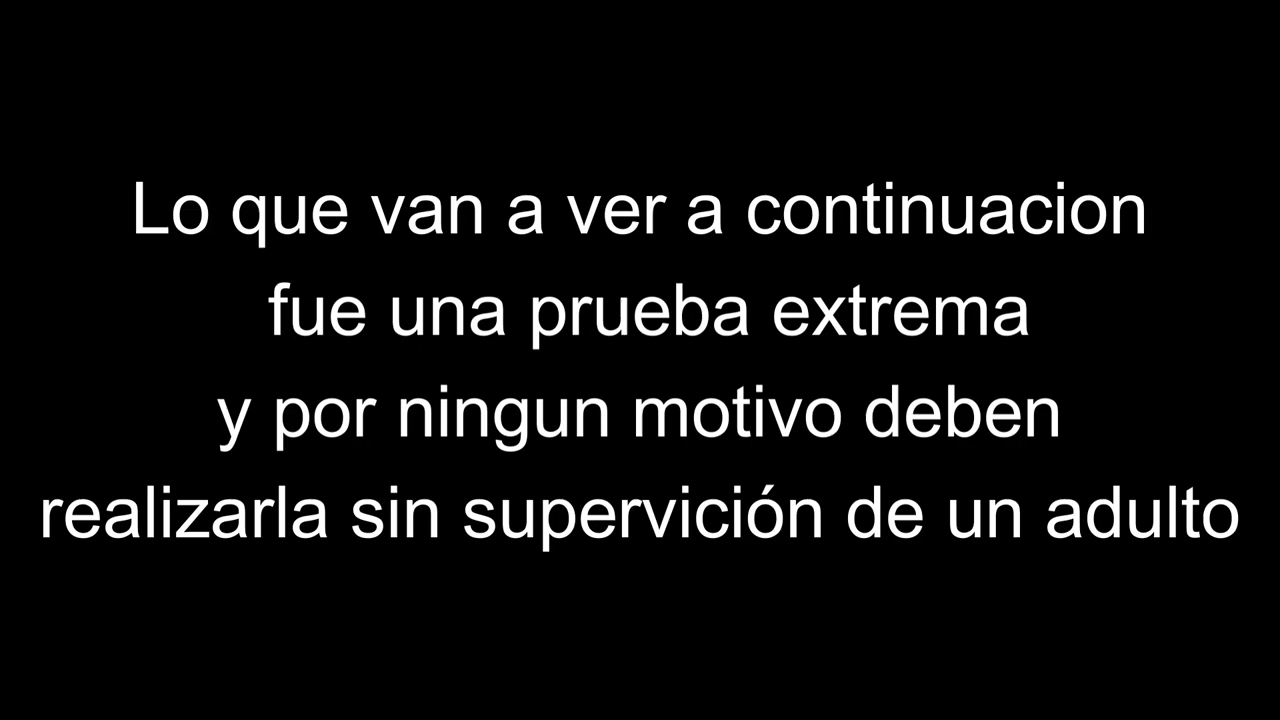 Lo que van a ver a continuacion
fue una prueba extrema
y por ningun motivo deben
realizarla sin supervición de un adulto